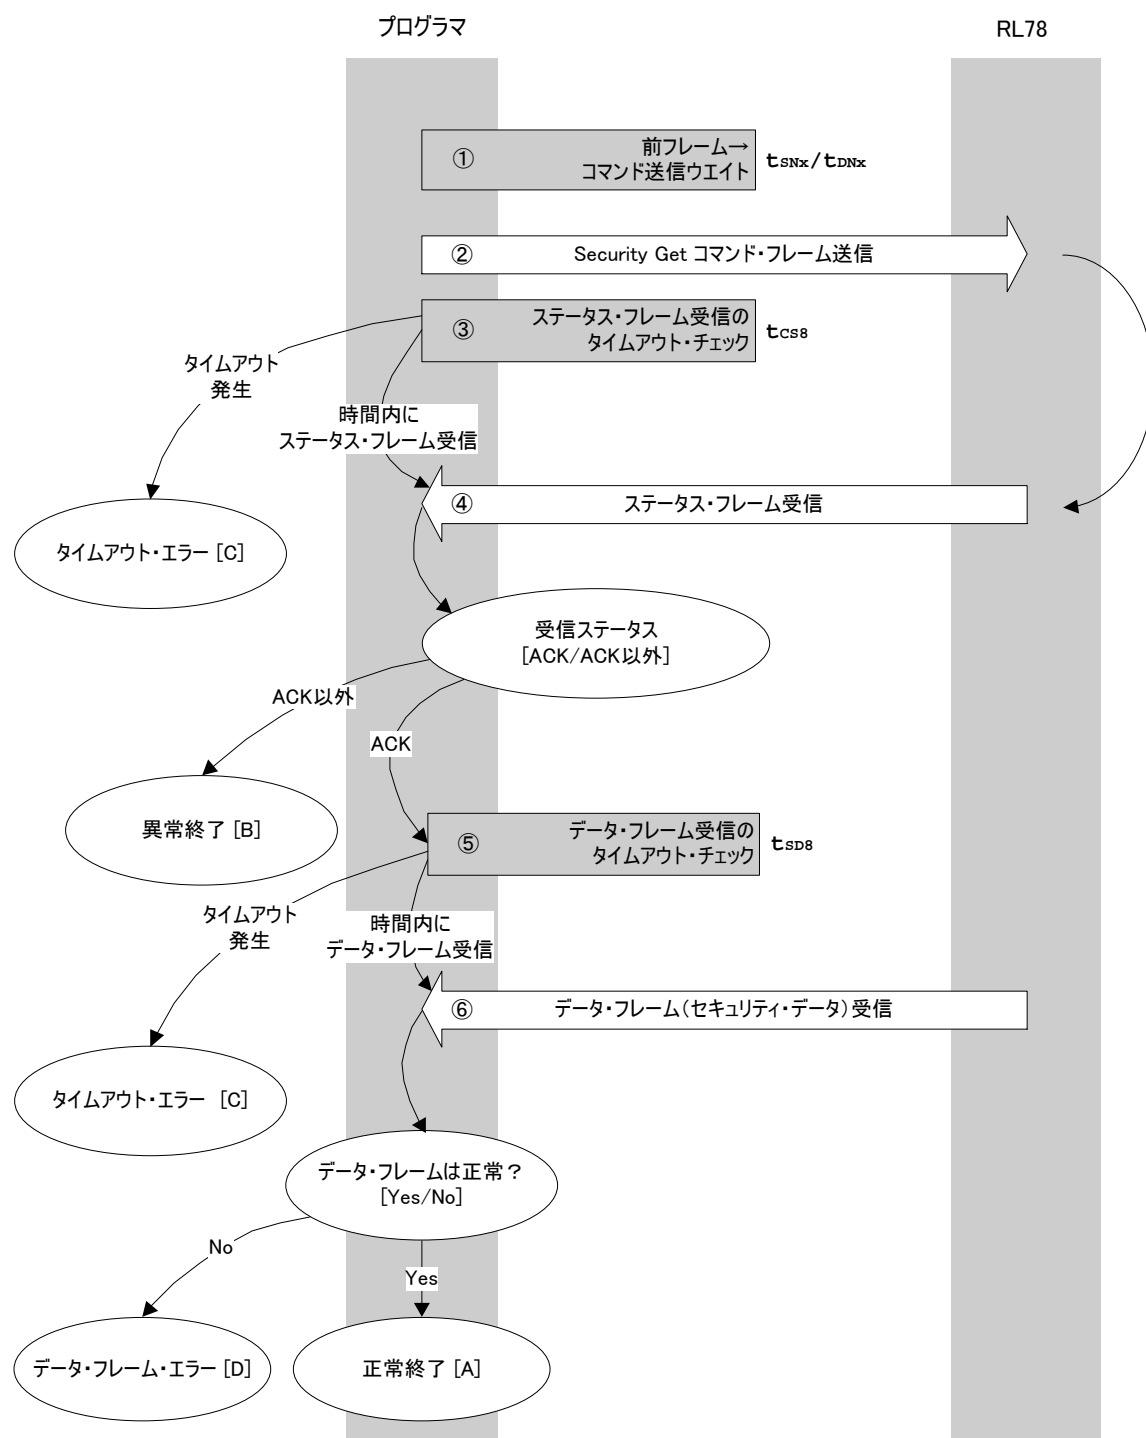 プログラマ
RL78
①
前フレーム→
コマンド送信ウエイト
tSNx/tDNx
②
Security Get コマンド・フレーム送信
③
ステータス・フレーム受信の
タイムアウト・チェック
tCS8
タイムアウト
発生
時間内に
ステータス・フレーム受信
④
ステータス・フレーム受信
タイムアウト・エラー [C]
受信ステータス
[ACK/ACK以外]
ACK以外
ACK
異常終了 [B]
⑤
データ・フレーム受信の
タイムアウト・チェック
tSD8
タイムアウト
発生
時間内に
データ・フレーム受信
⑥
データ・フレーム（セキュリティ・データ）受信
タイムアウト・エラー [C]
データ・フレームは正常？
[Yes/No]
No
Yes
データ・フレーム・エラー [D]
正常終了 [A]